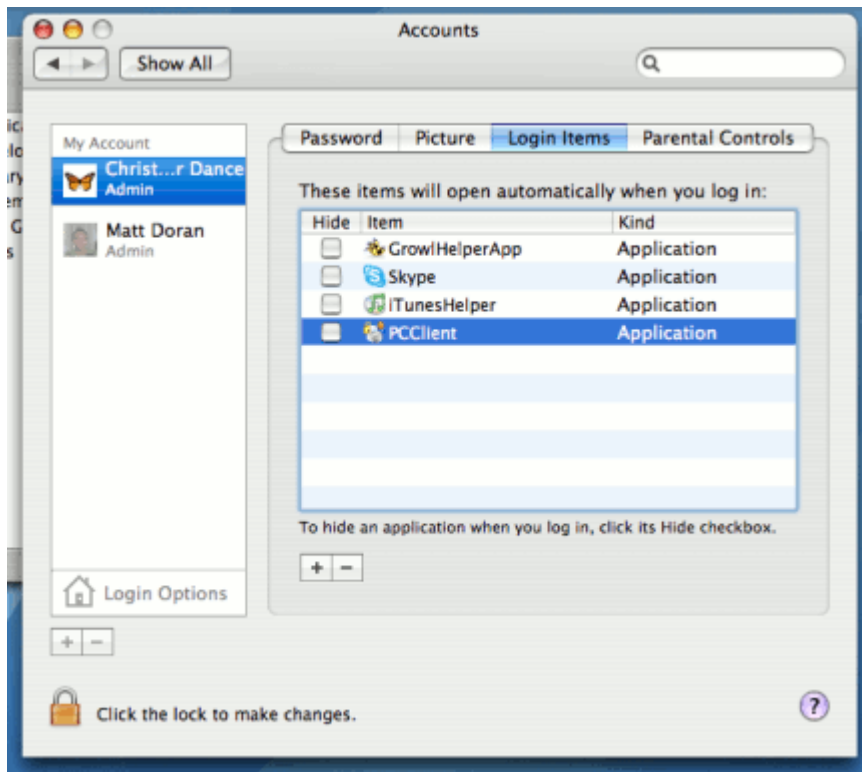 Accounts
Show All
My Account
Christ...r Dance
Admin
Matt Doran
Admin
Login Options
Password Picture Login Items Parental Controls
These items will open automatically when you log in:
Hide Item Kind
GrowlHelperApp Application
Skype Application
iTunesHelper Application
PCClient Application
To hide an application when you log in, click its Hide checkbox.
+ −
+ −
Click the lock to make changes.
?